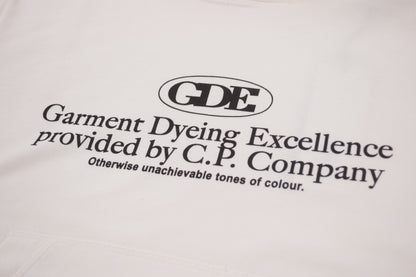 GDE
Garment Dyeing Excellence
provided by C.P. Company
Otherwise unachievable tones of colour.